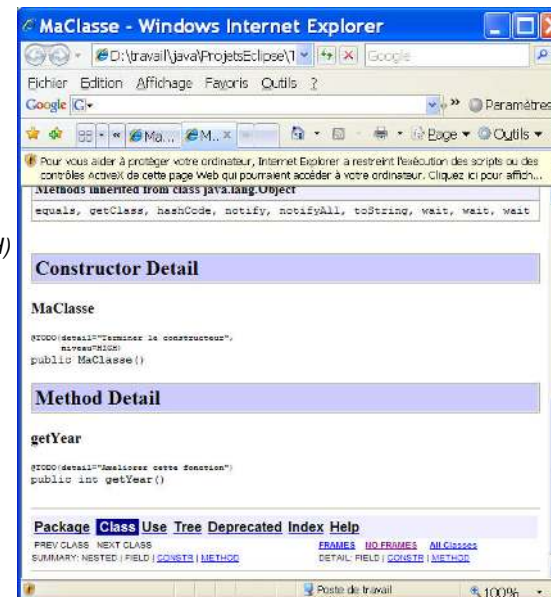 MaClasse - Windows Internet Explorer
D:\travail\java\ProjetsEclipse\T
Google
Fichier Edition Affichage Favoris Outils ?
Google G » Paramètres
Ma... M... x Page Outils
Pour vous aider à protéger votre ordinateur, Internet Explorer a restreint l'exécution des scripts ou des
contrôles ActiveX de cette page Web qui pourraient accéder à votre ordinateur. Cliquez ici pour affich...
Methods inherited from class java.lang.Object
equals, getClass, hashCode, notify, notifyAll, toString, wait, wait, wait
Constructor Detail
MaClasse
@TODO(detail="Terminer le constructeur",
niveau=HIGH)
public MaClasse()
Method Detail
getYear
@TODO(detail="Ameliorer cette fonction")
public int getYear()
Package Class Use Tree Deprecated Index Help
PREV CLASS NEXT CLASS FRAMES NO FRAMES All Classes
SUMMARY: NESTED | FIELD | CONSTR | METHOD DETAIL: FIELD | CONSTR | METHOD
Poste de travail 100%